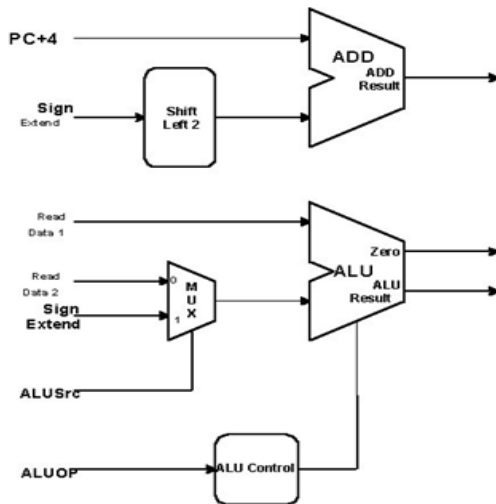 PC+4
ADD
ADD
Result
Sign
Extend
Shift
Left 2
Read
Data 1
Zero
ALU
ALU
Result
Read
Data 2
0
M
U
X
1
Sign
Extend
ALUSrc
ALUOP
ALU Control